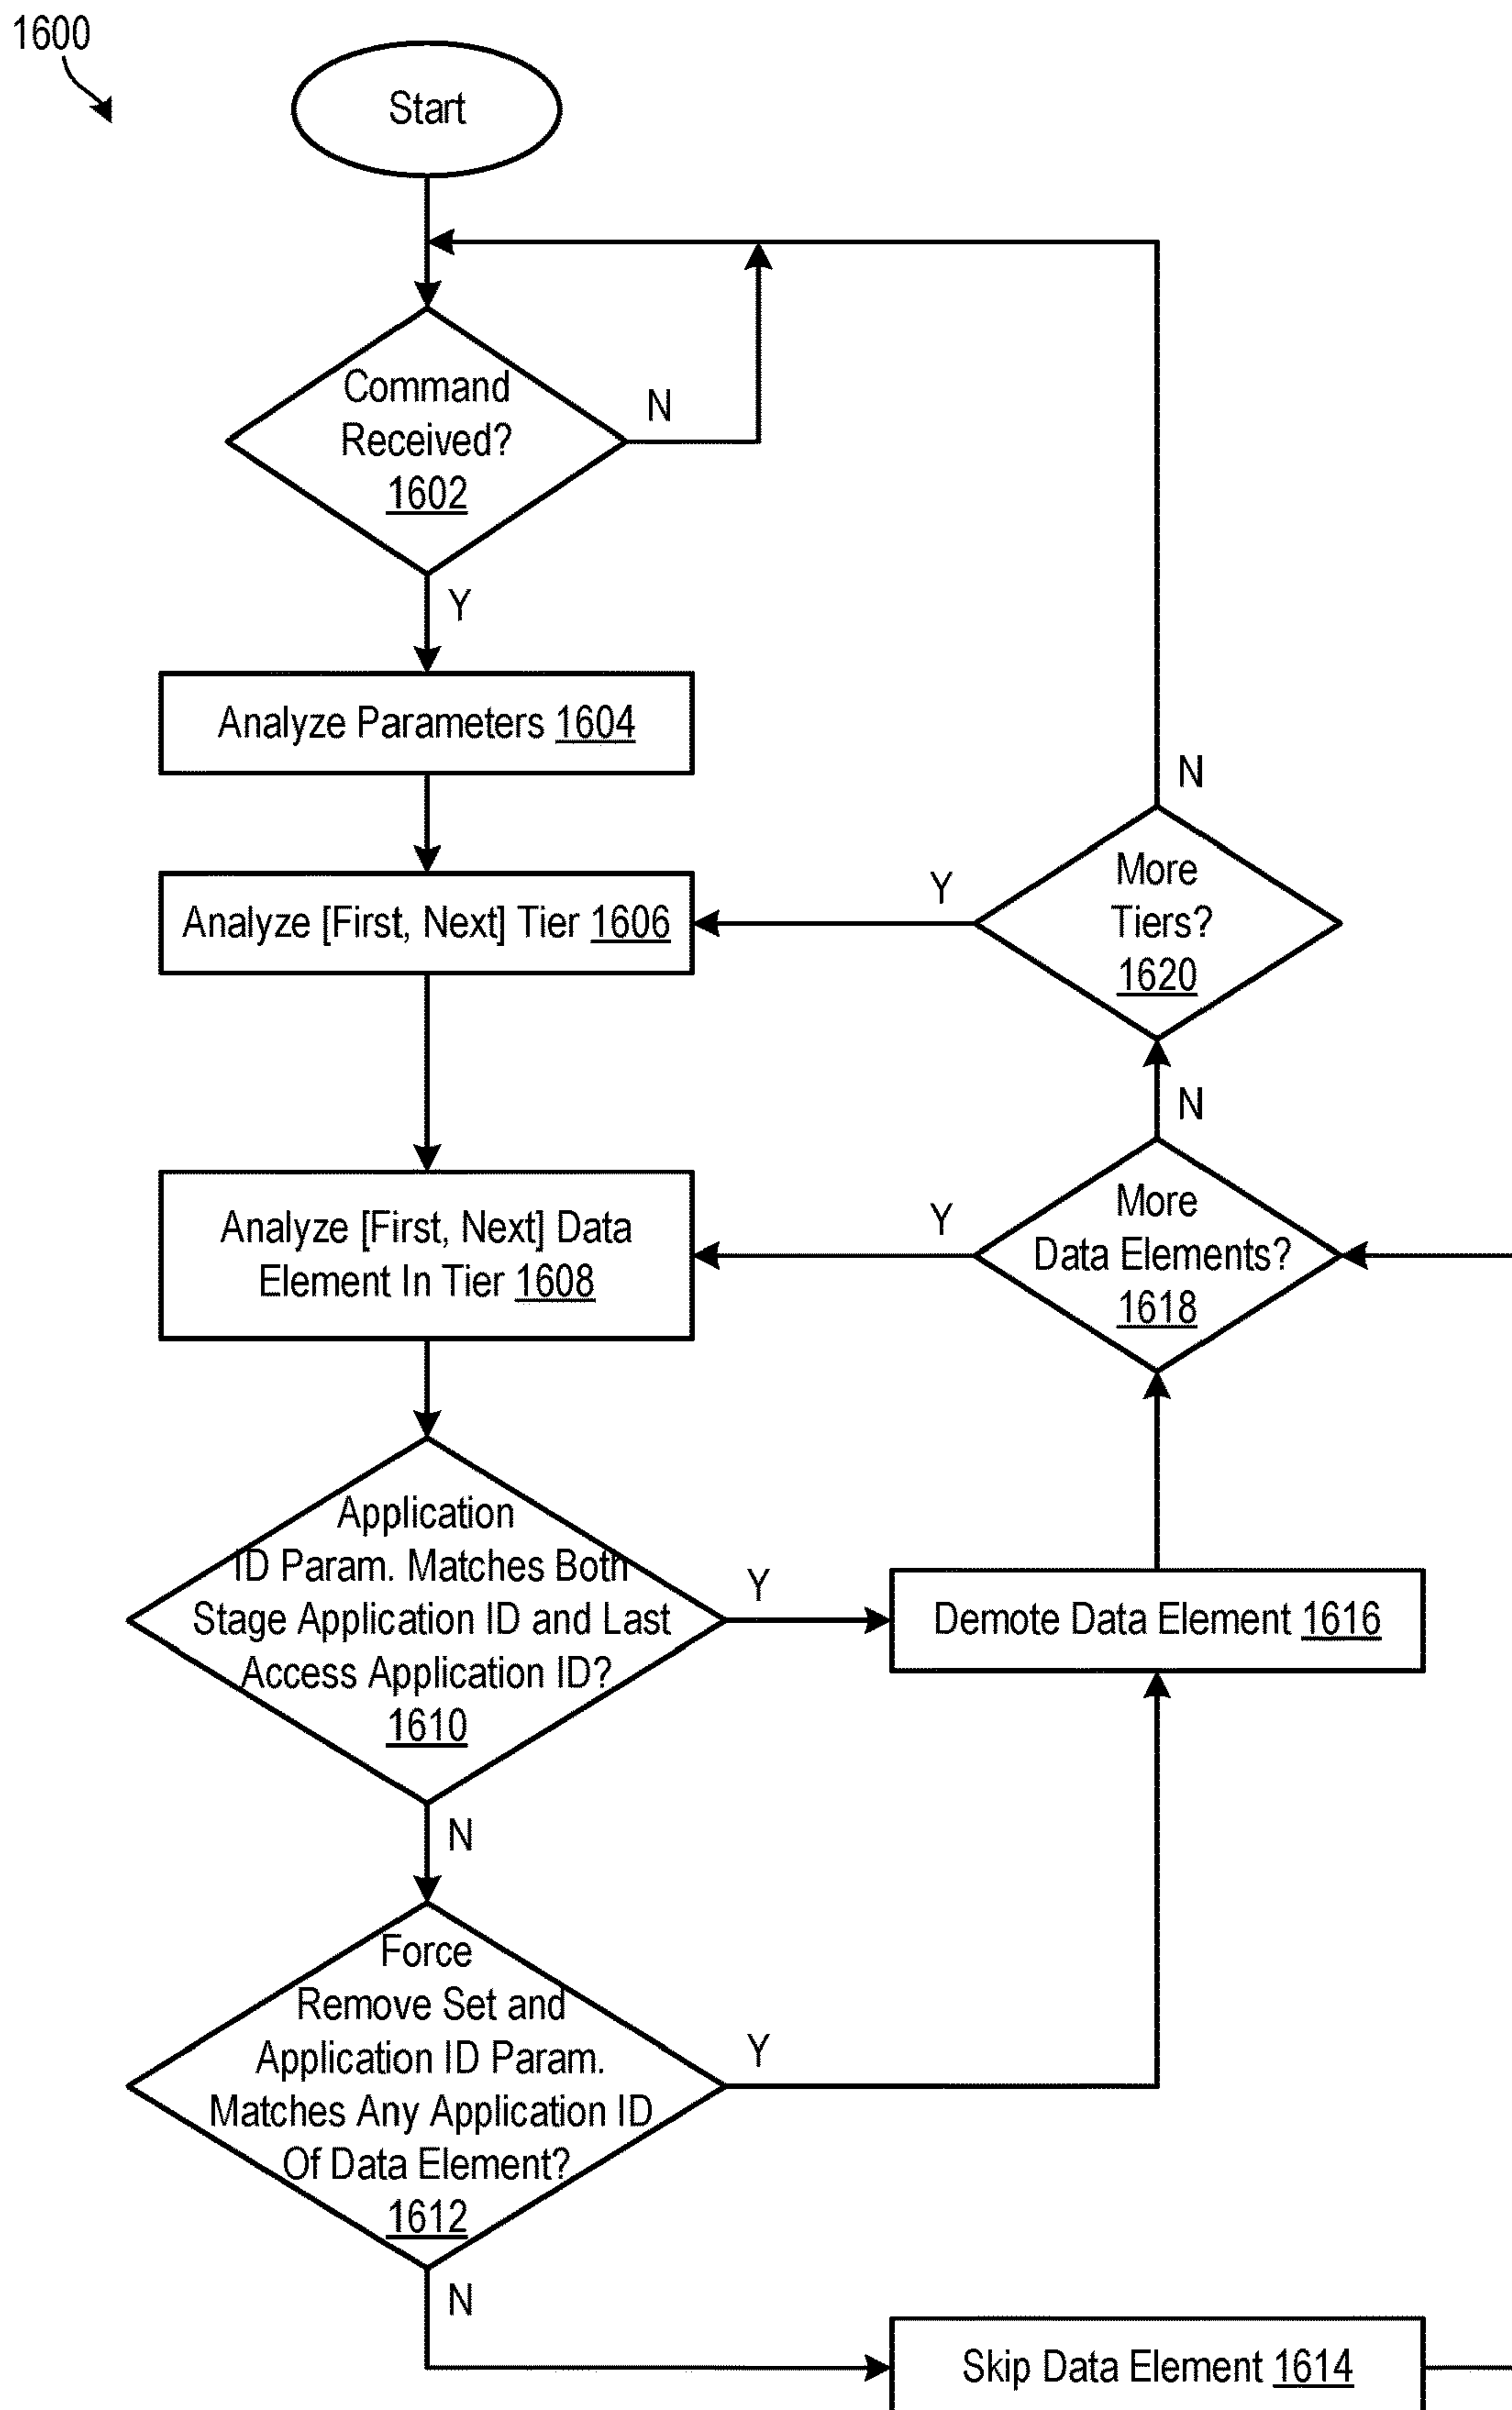 1600
Start
Command
Received?
1602
N
Y
Analyze Parameters 1604
N
More
Tiers?
1620
Y
Analyze [First, Next] Tier 1606
N
More
Data Elements?
1618
Y
Analyze [First, Next] Data
Element In Tier 1608
Application
ID Param. Matches Both
Stage Application ID and Last
Access Application ID?
1610
Y
Demote Data Element 1616
N
Force
Remove Set and
Application ID Param.
Matches Any Application ID
Of Data Element?
1612
Y
N
Skip Data Element 1614